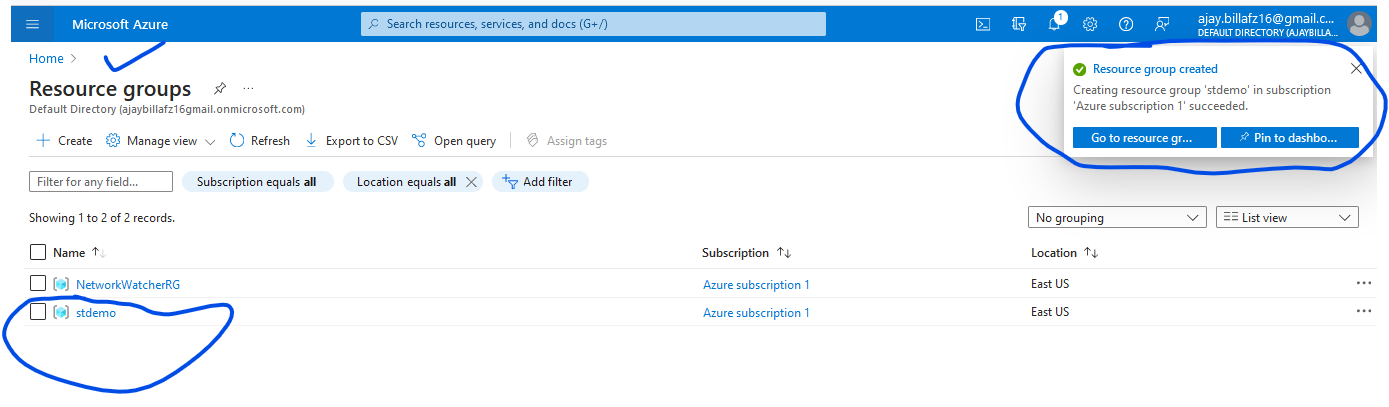 Microsoft Azure
Search resources, services, and docs (G+/)
1
ajay.billafz16@gmail.c...
DEFAULT DIRECTORY (AJAYBILLA...
Home >
Resource groups ...
Default Directory (ajaybillafz16gmail.onmicrosoft.com)
Resource group created
Creating resource group 'stdemo' in subscription
'Azure subscription 1' succeeded.
Go to resource gr... Pin to dashbo...
+ Create Manage view Refresh Export to CSV Open query Assign tags
Filter for any field... Subscription equals all Location equals all Add filter
Showing 1 to 2 of 2 records.
No grouping List view
Name Subscription Location
NetworkWatcherRG Azure subscription 1 East US ...
stdemo Azure subscription 1 East US ...